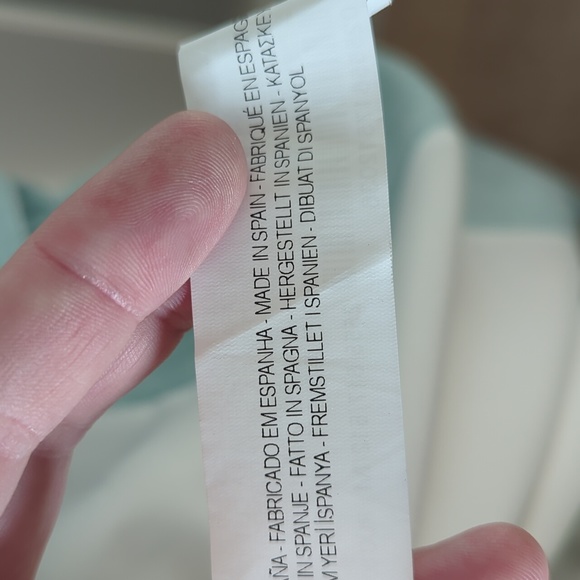 ÑA - FABRICADO EM ESPANHA - MADE IN SPAIN - FABRIQUÉ EN ESPAG
IN SPANJE - FATTO IN SPAGNA - HERGESTELLT IN SPANIEN - ΚΑΤΑΣΚΕ
M YERİ İSPANYA - FREMSTILLET I SPANIEN - DIBUAT DI SPANYOL